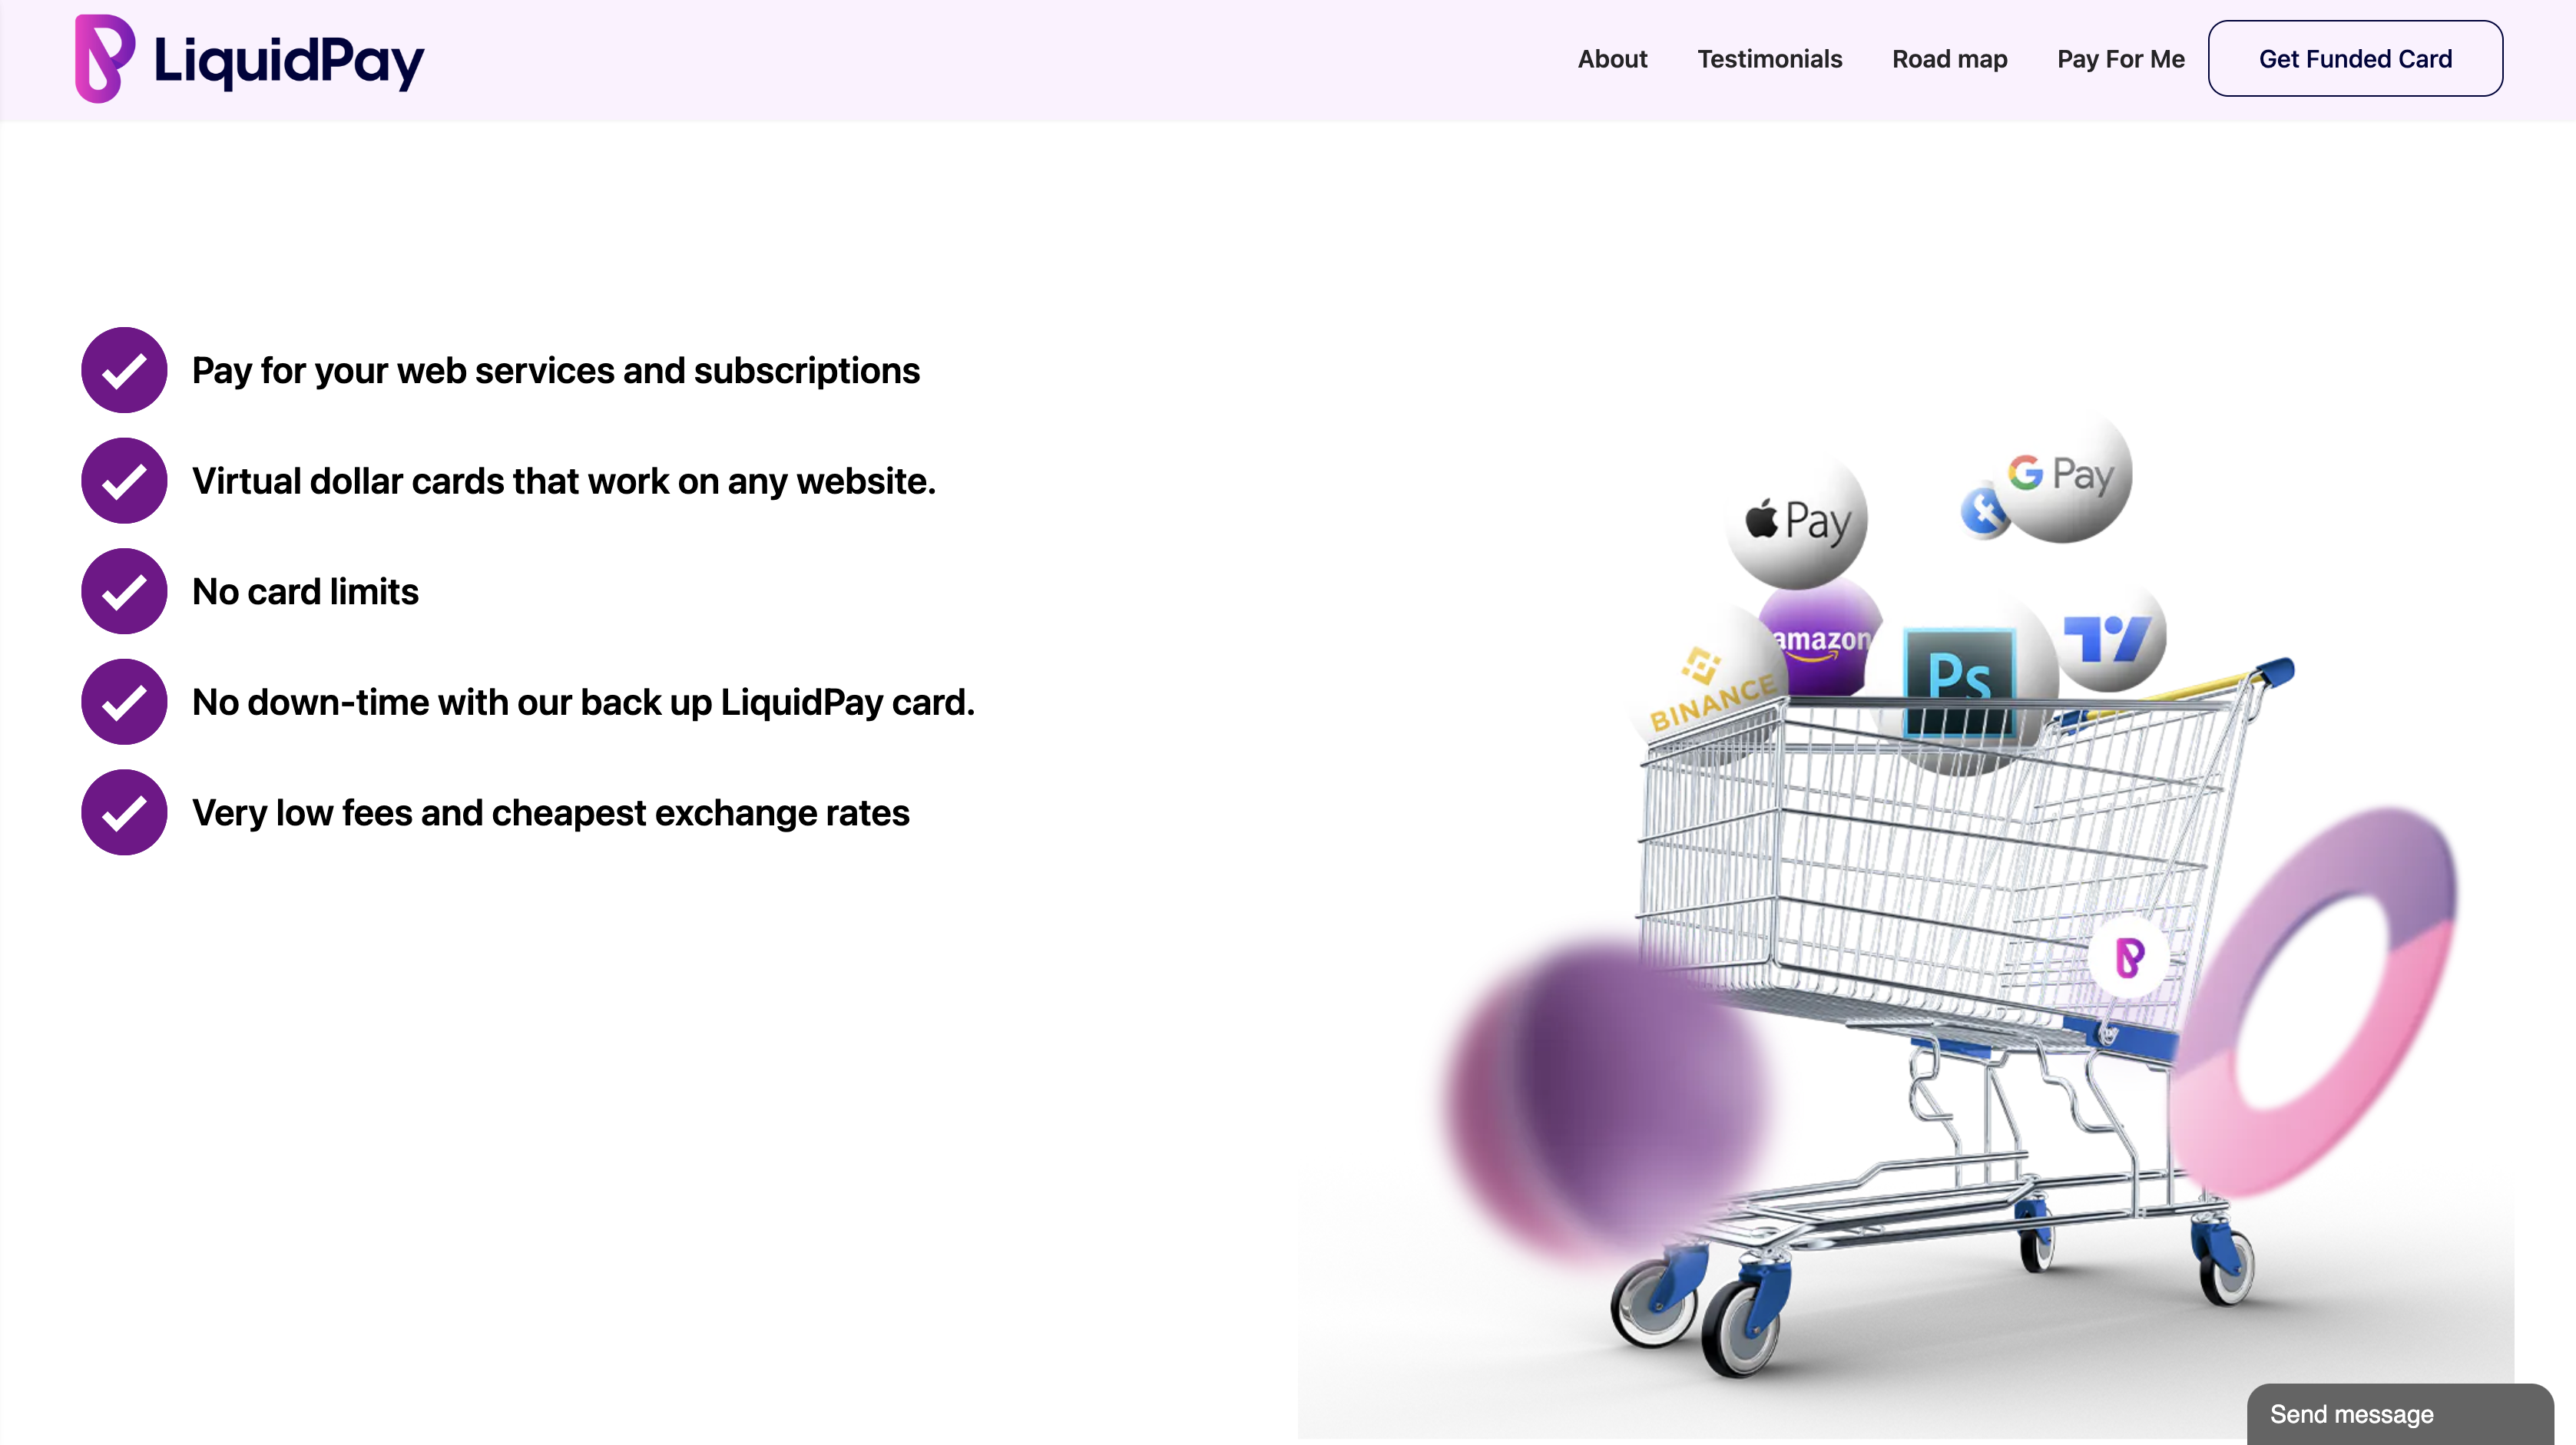 LiquidPay
About
Testimonials
Road map
Pay For Me
Get Funded Card
Pay for your web services and subscriptions
Virtual dollar cards that work on any website.
No card limits
No down-time with our back up LiquidPay card.
Very low fees and cheapest exchange rates
G Pay
Pay
amazon
Ps
BINANCE
Send message